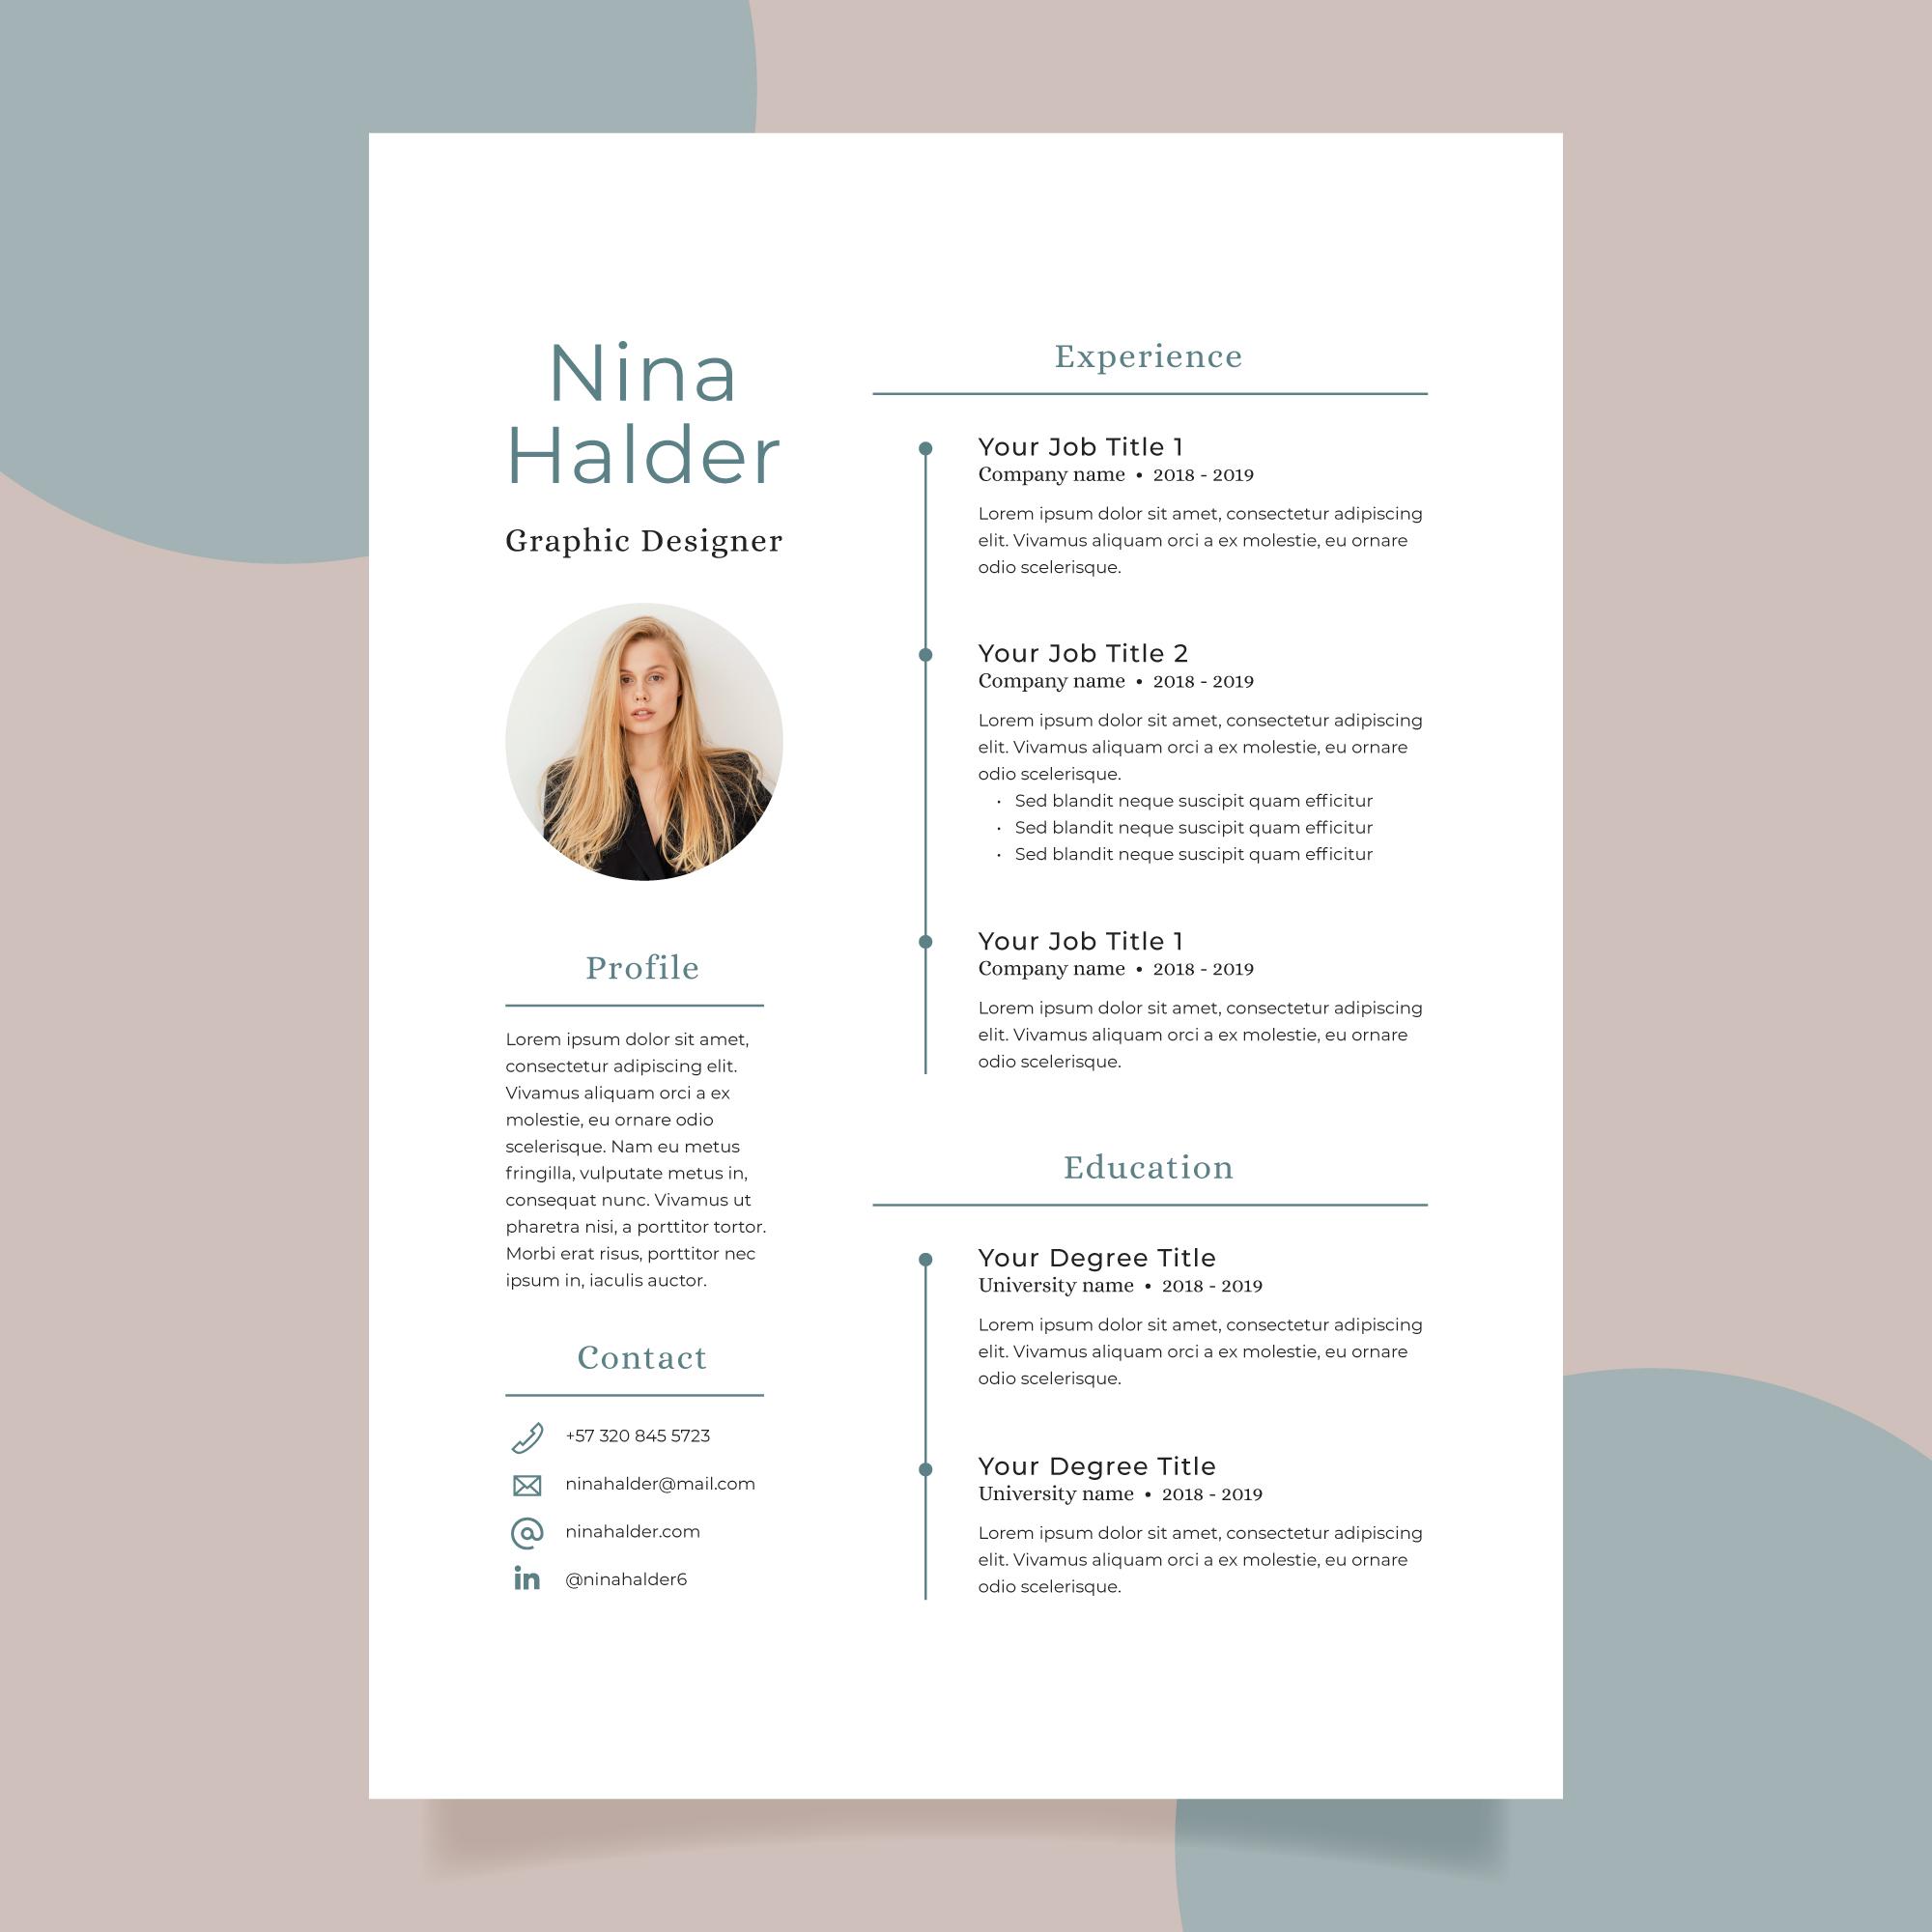 Nina
Halder
Graphic Designer
Profile
Lorem ipsum dolor sit amet,
consectetur adipiscing elit.
Vivamus aliquam orci a ex
molestie, eu ornare odio
scelerisque. Nam eu metus
fringilla, vulputate metus in,
consequat nunc. Vivamus ut
pharetra nisi, a porttitor tortor.
Morbi erat risus, porttitor nec
ipsum in, iaculis auctor.
Contact
+57 320 845 5723
ninahalder@mail.com
ninahalder.com
in @ninahalder6
Experience
Your Job Title 1
Company name • 2018 - 2019
Lorem ipsum dolor sit amet, consectetur adipiscing
elit. Vivamus aliquam orci a ex molestie, eu ornare
odio scelerisque.
Your Job Title 2
Company name • 2018 - 2019
Lorem ipsum dolor sit amet, consectetur adipiscing
elit. Vivamus aliquam orci a ex molestie, eu ornare
odio scelerisque.
• Sed blandit neque suscipit quam efficitur
• Sed blandit neque suscipit quam efficitur
• Sed blandit neque suscipit quam efficitur
Your Job Title 1
Company name • 2018 - 2019
Lorem ipsum dolor sit amet, consectetur adipiscing
elit. Vivamus aliquam orci a ex molestie, eu ornare
odio scelerisque.
Education
Your Degree Title
University name • 2018 - 2019
Lorem ipsum dolor sit amet, consectetur adipiscing
elit. Vivamus aliquam orci a ex molestie, eu ornare
odio scelerisque.
Your Degree Title
University name • 2018 - 2019
Lorem ipsum dolor sit amet, consectetur adipiscing
elit. Vivamus aliquam orci a ex molestie, eu ornare
odio scelerisque.